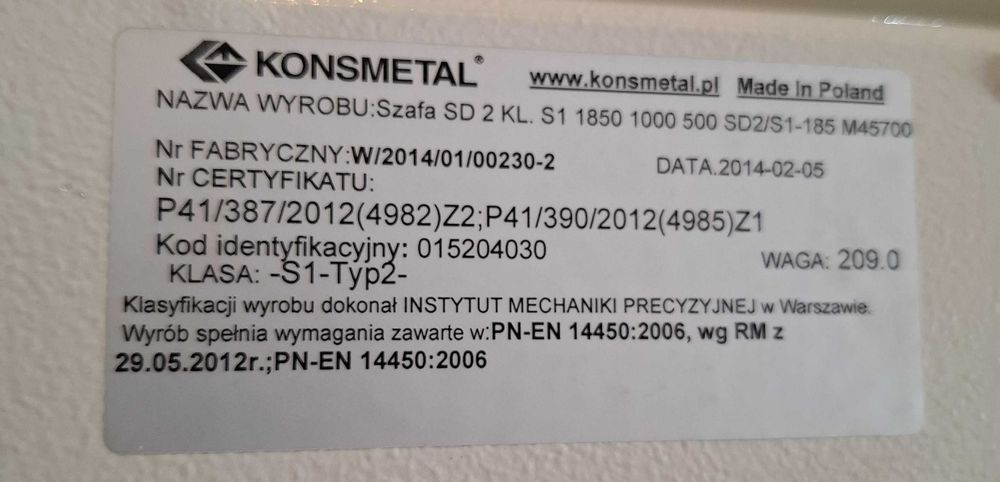 KONSMETAL® www.konsmetal.pl Made In Poland
NAZWA WYROBU:Szafa SD 2 KL. S1 1850 1000 500 SD2/S1-185 M45700
Nr FABRYCZNY:W/2014/01/00230-2 DATA.2014-02-05
Nr CERTYFIKATU:
P41/387/2012(4982)Z2;P41/390/2012(4985)Z1
Kod identyfikacyjny: 015204030 WAGA: 209.0
KLASA: -S1-Typ2-
Klasyfikacji wyrobu dokonał INSTYTUT MECHANIKI PRECYZYJNEJ w Warszawie.
Wyrób spełnia wymagania zawarte w:PN-EN 14450:2006, wg RM z
29.05.2012r.;PN-EN 14450:2006